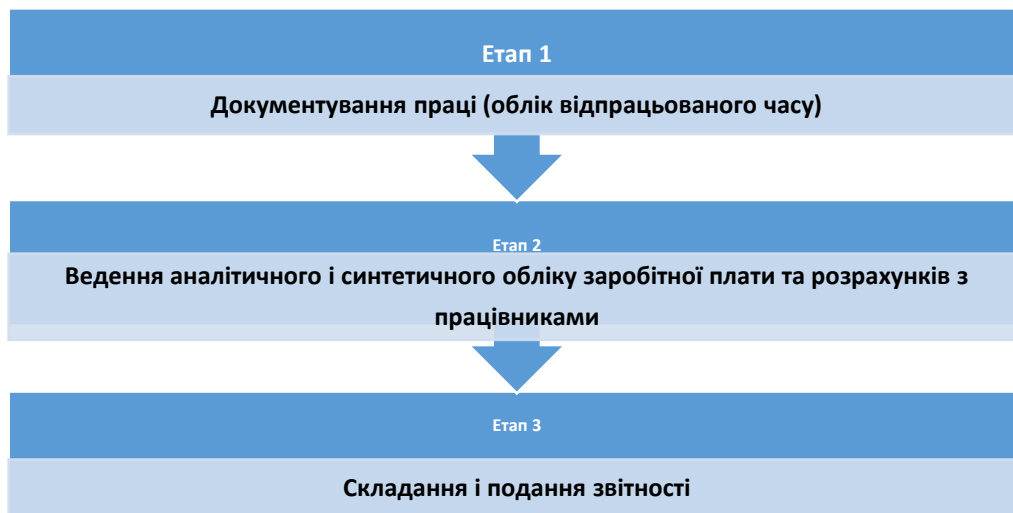 Етап 1
Документування праці (облік відпрацьованого часу)
Етап 2
Ведення аналітичного і синтетичного обліку заробітної плати та розрахунків з
працівниками
Етап 3
Складання і подання звітності